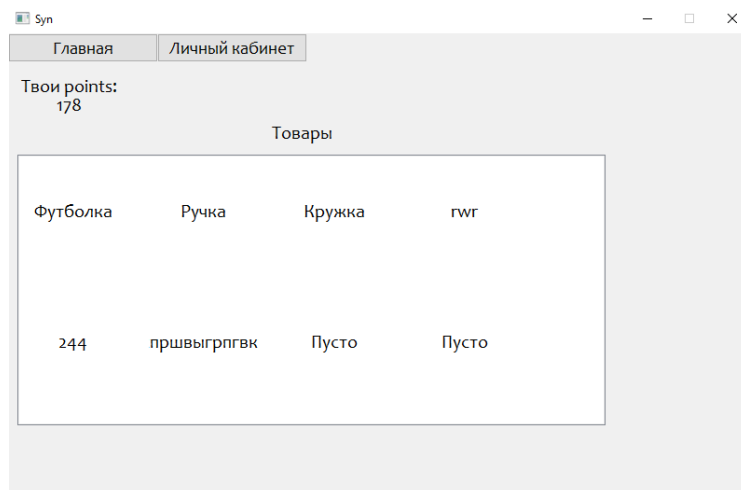 Syn
Главная Личный кабинет
Твои points:
178
Товары
Футболка Ручка Кружка rwr
244 пршвыгрпгвк Пусто Пусто